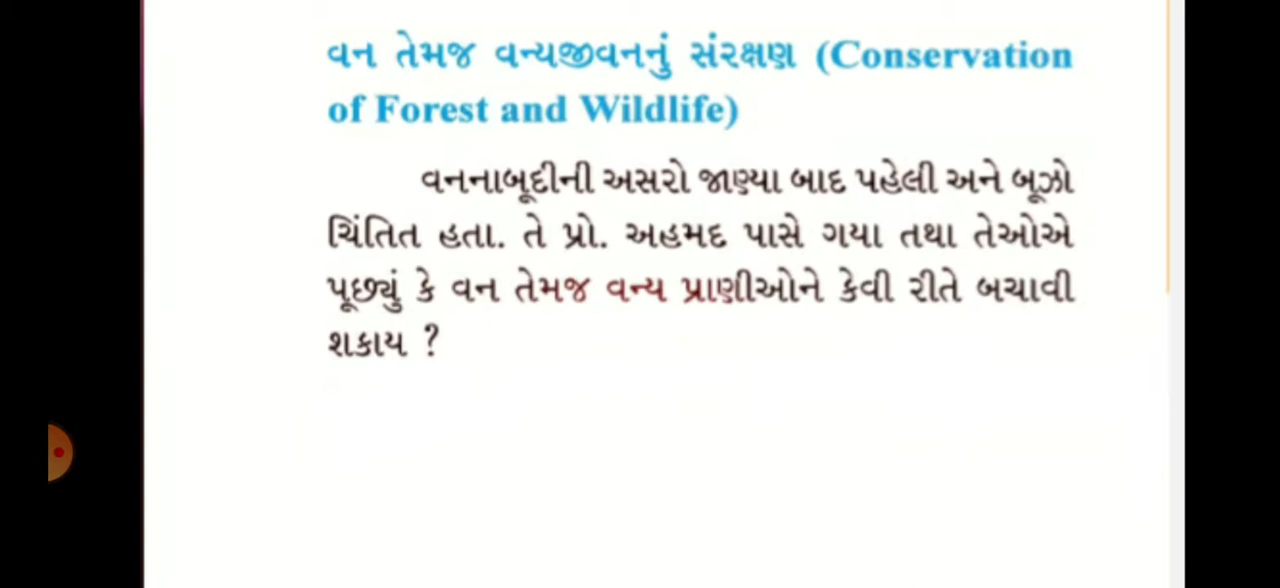 વન તેમજ વન્યજીવનનું સંરક્ષણ (Conservation
of Forest and Wildlife)
વનનાબૂદીની અસરો જાણ્યા બાદ પહેલી અને બૂઝો
ચિંતિત હતા. તે પ્રો. અહમદ પાસે ગયા તથા તેઓએ
પૂછ્યું કે વન તેમજ વન્ય પ્રાણીઓને કેવી રીતે બચાવી
શકાય ?